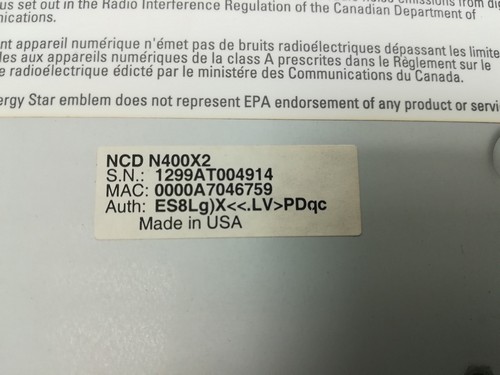 us set out in the Radio Interference Regulation of the Canadian Department of
nications.
nt appareil numérique n'émet pas de bruits radioélectriques dépassant les limite
les aux appareils numériques de la class A prescrites dans le Règlement sur le
e radioélectrique édicté par le ministére des Communications du Canada.
ergy Star emblem does not represent EPA endorsement of any product or servi
NCD N400X2
S.N.: 1299AT004914
MAC: 0000A7046759
Auth: ES8Lg)X<<.LV>PDqc
Made in USA